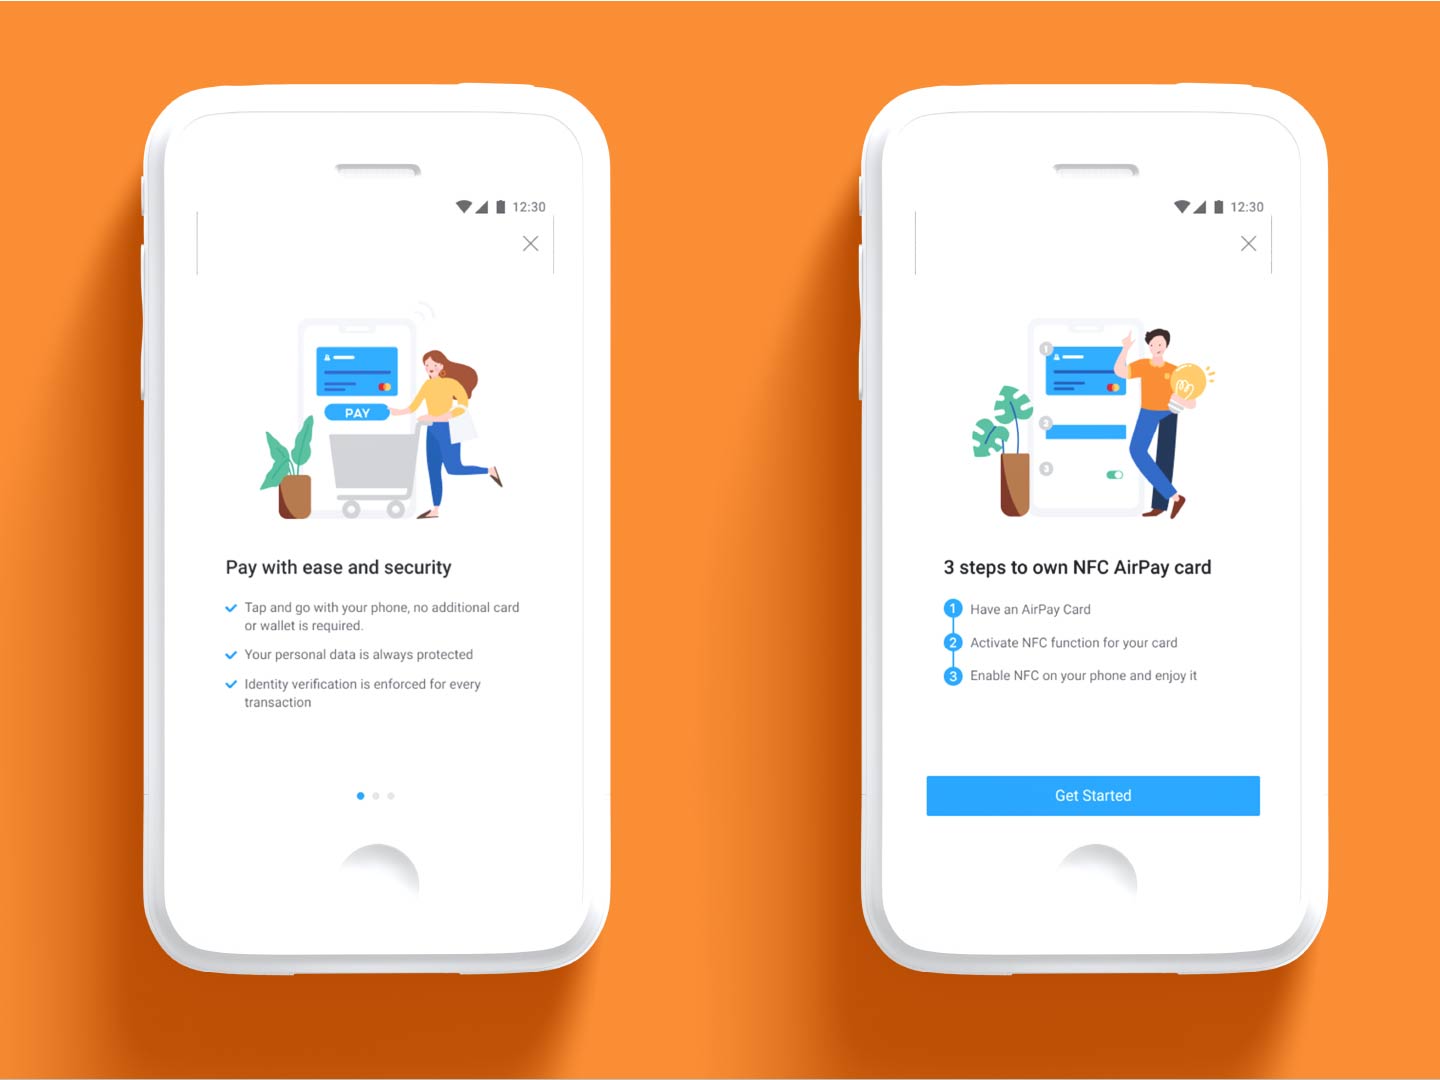 12:30
PAY
Pay with ease and security
Tap and go with your phone, no additional card
or wallet is required.
Your personal data is always protected
Identity verification is enforced for every
transaction
12:30
1
2
3
3 steps to own NFC AirPay card
1 Have an AirPay Card
2 Activate NFC function for your card
3 Enable NFC on your phone and enjoy it
Get Started